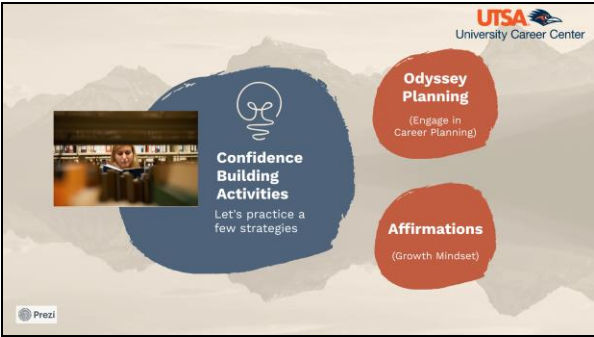 UTSA
University Career Center
Odyssey
Planning
(Engage in
Career Planning)
Confidence
Building
Activities
Let's practice a
few strategies
Affirmations
(Growth Mindset)
Prezi